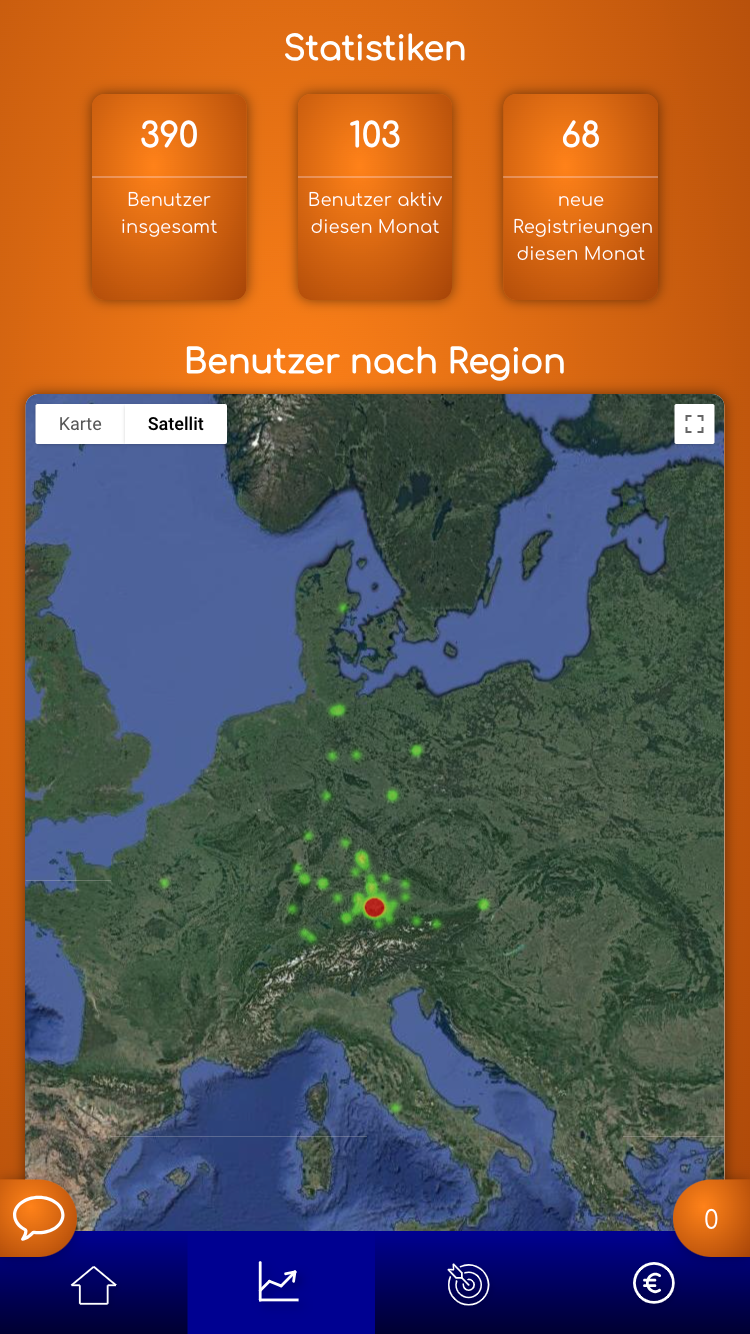 Statistiken
390
Benutzer
insgesamt
103
Benutzer aktiv
diesen Monat
68
neue
Registrieungen
diesen Monat
Benutzer nach Region
Karte
Satellit
0
€